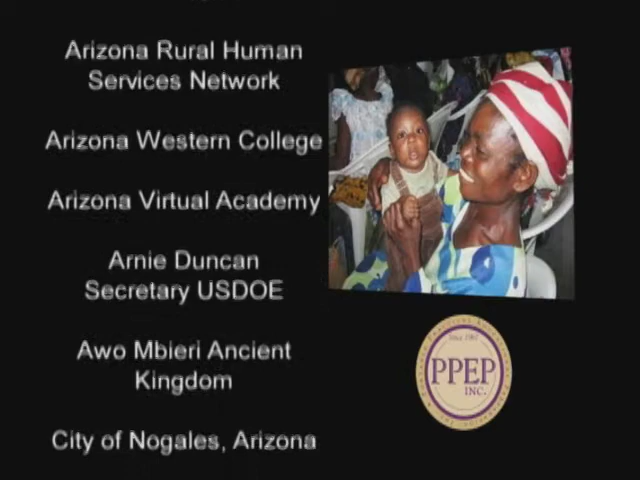 Arizona Rural Human
Services Network
Arizona Western College
Arizona Virtual Academy
Arnie Duncan
Secretary USDOE
Awo Mbieri Ancient
Kingdom
City of Nogales, Arizona
PPEP
INC.